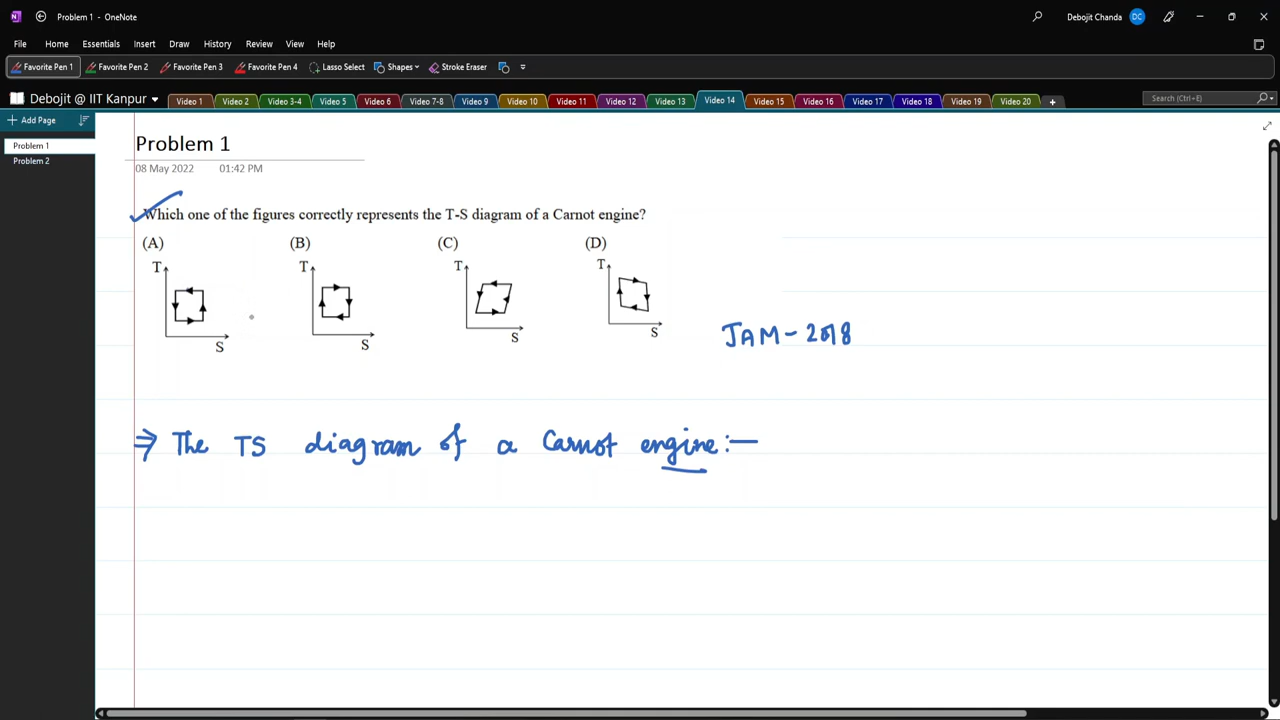 Problem 1 - OneNote
Debojit Chanda DC
File Home Essentials Insert Draw History Review View Help
Favorite Pen 1 Favorite Pen 2 Favorite Pen 3 Favorite Pen 4 Lasso Select Shapes Stroke Eraser
Debojit @ IIT Kanpur Video 1 Video 2 Video 3-4 Video 5 Video 6 Video 7-8 Video 9 Video 10 Video 11 Video 12 Video 13 Video 14 Video 15 Video 16 Video 17 Video 18 Video 19 Video 20 Search (Ctrl+E)
Add Page
Problem 1
Problem 2
Problem 1
08 May 2022 01:42 PM
Which one of the figures correctly represents the T-S diagram of a Carnot engine?
(A) (B) (C) (D)
T T T T
S S S S
JAM - 2018
⇒ The TS diagram of a Carnot engine:—